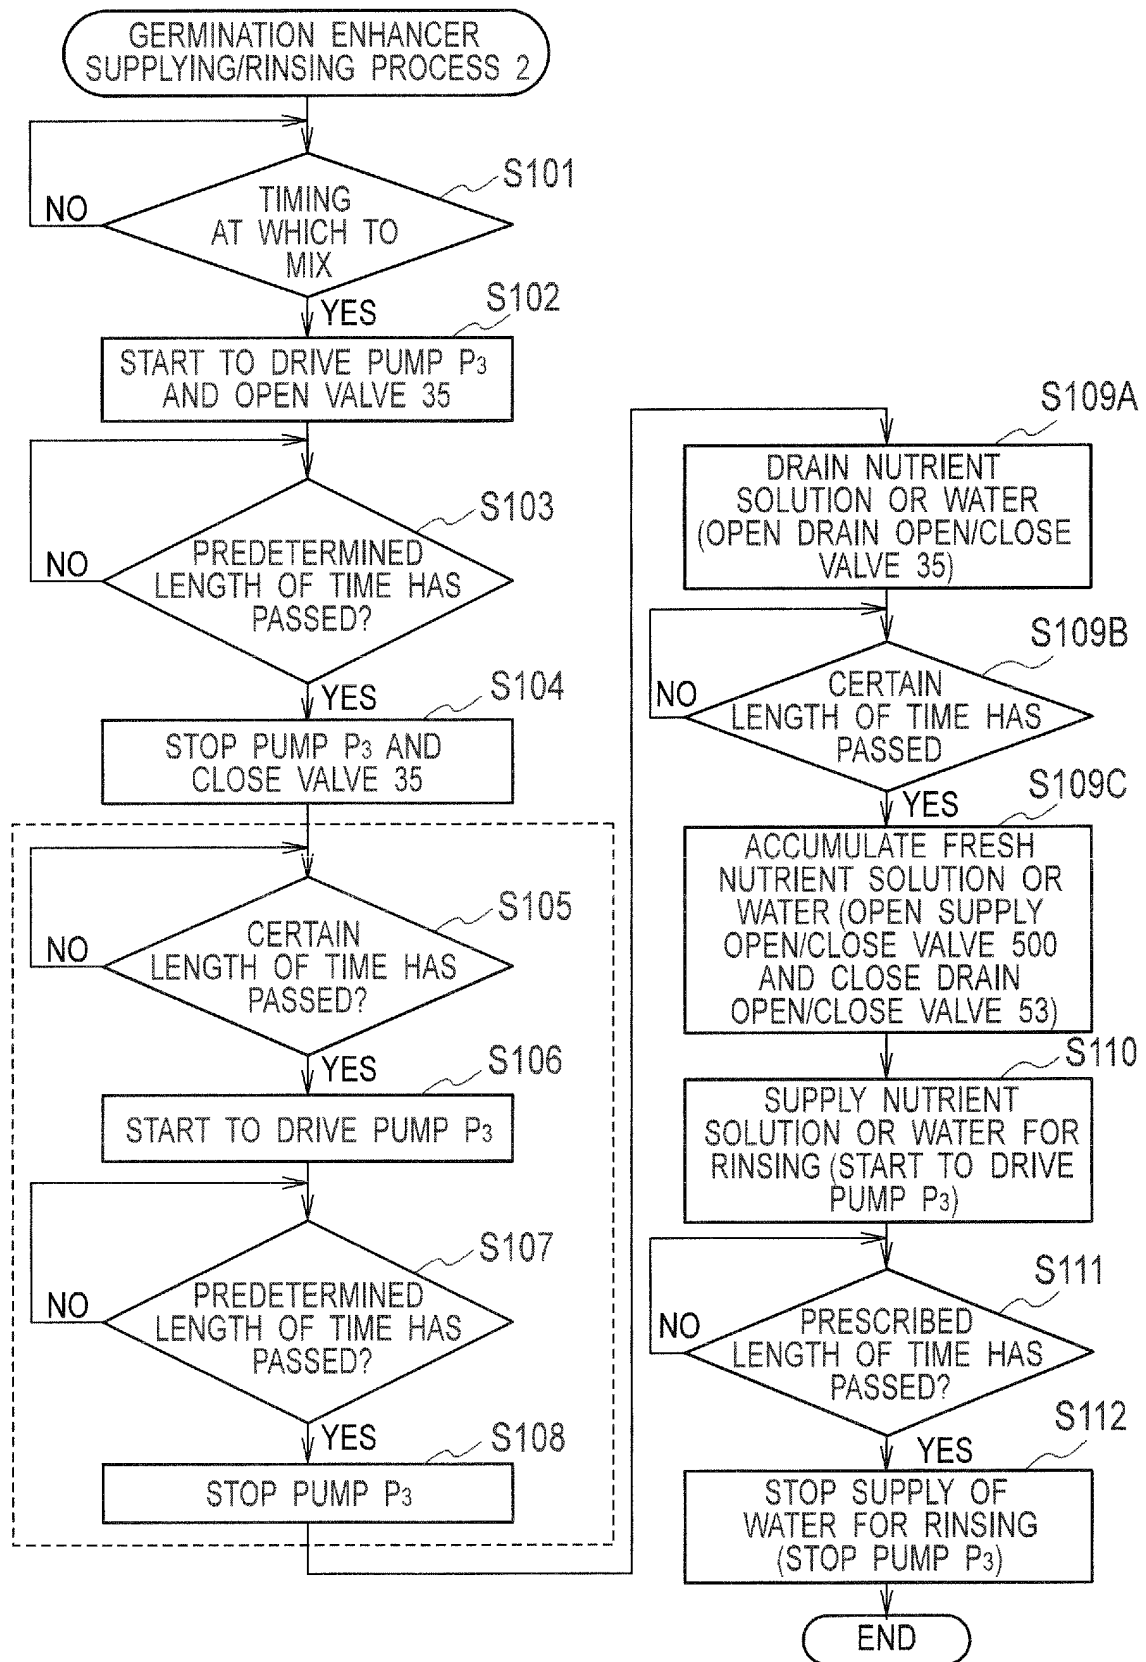 GERMINATION ENHANCER
SUPPLYING/RINSING PROCESS 2
S101
TIMING
AT WHICH TO
MIX
NO
YES
S102
START TO DRIVE PUMP P3
AND OPEN VALVE 35
S103
PREDETERMINED
LENGTH OF TIME HAS
PASSED?
NO
YES
S104
STOP PUMP P3 AND
CLOSE VALVE 35
S105
CERTAIN
LENGTH OF TIME HAS
PASSED?
NO
YES
S106
START TO DRIVE PUMP P3
S107
PREDETERMINED
LENGTH OF TIME HAS
PASSED?
NO
YES
S108
STOP PUMP P3
S109A
DRAIN NUTRIENT
SOLUTION OR WATER
(OPEN DRAIN OPEN/CLOSE
VALVE 35)
S109B
CERTAIN
LENGTH OF TIME HAS
PASSED
NO
YES
S109C
ACCUMULATE FRESH
NUTRIENT SOLUTION OR
WATER (OPEN SUPPLY
OPEN/CLOSE VALVE 500
AND CLOSE DRAIN
OPEN/CLOSE VALVE 53)
S110
SUPPLY NUTRIENT
SOLUTION OR WATER FOR
RINSING (START TO DRIVE
PUMP P3)
S111
PRESCRIBED
LENGTH OF TIME HAS
PASSED?
NO
YES
S112
STOP SUPPLY OF
WATER FOR RINSING
(STOP PUMP P3)
END